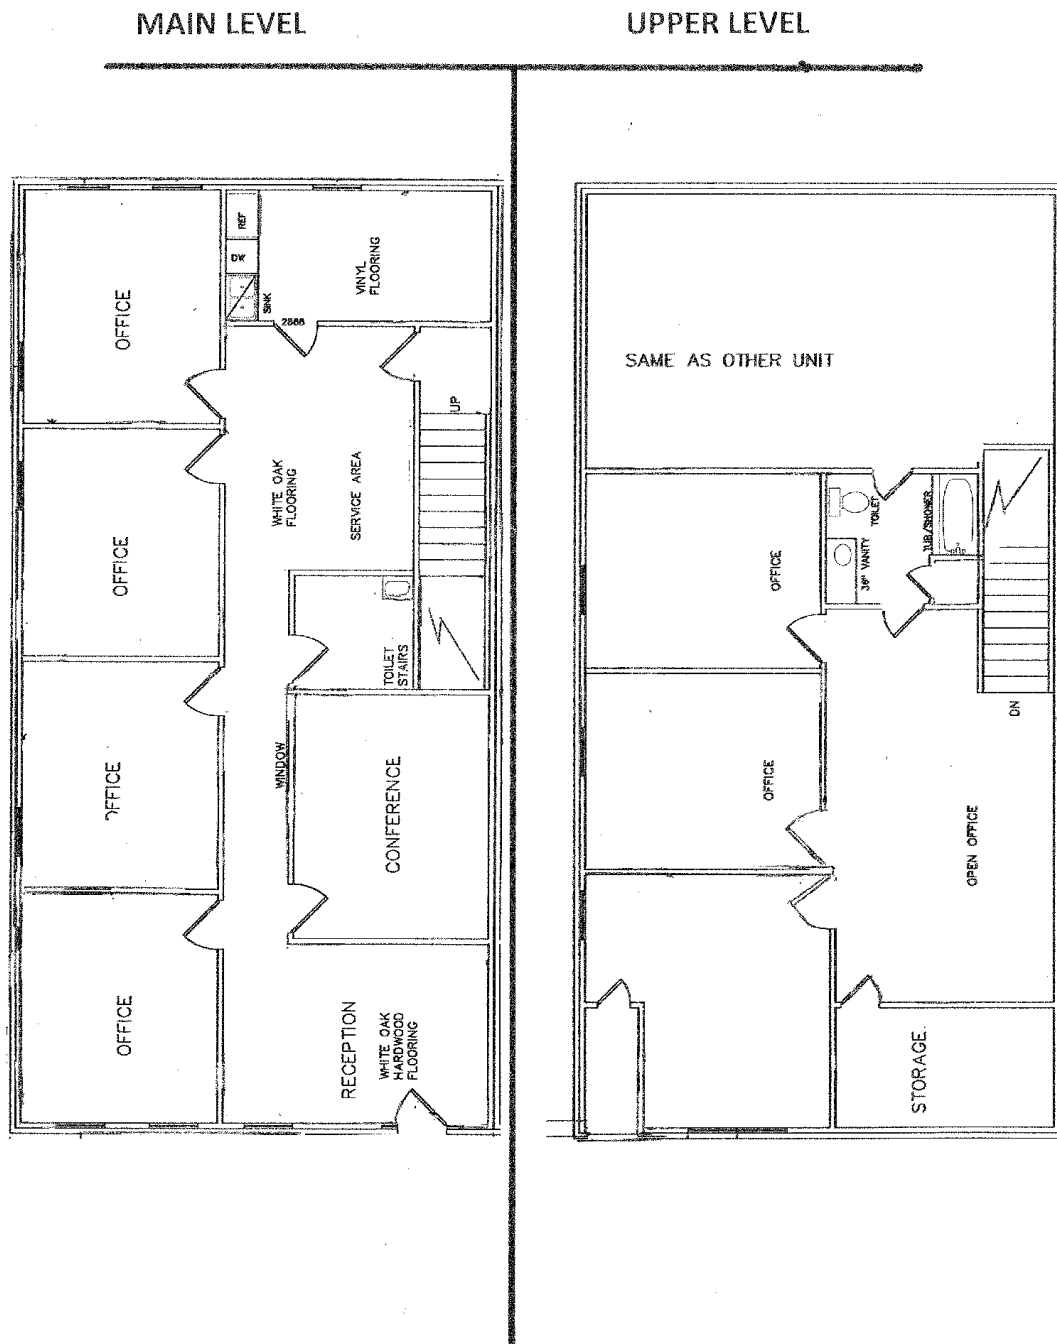 MAIN LEVEL
UPPER LEVEL
OFFICE
REF
DW
SINK
2868
VINYL
FLOORING
OFFICE
WHITE OAK
FLOORING
SERVICE AREA
UP
TOILET
STAIRS
OFFICE
WINDOW
CONFERENCE
OFFICE
RECEPTION
WHITE OAK
HARDWOOD
FLOORING
SAME AS OTHER UNIT
OFFICE
TOILET
36" VANITY
TUB/SHOWER
DN
OFFICE
OPEN OFFICE
STORAGE